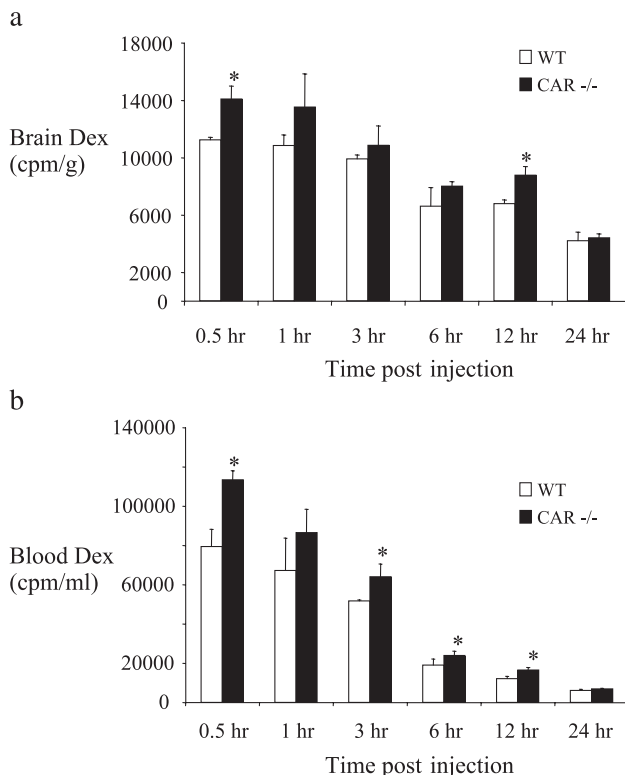 a
18000
14000
10000
6000
2000
0
Brain Dex
(cpm/g)
WT
CAR -/-
*
*
0.5 hr 1 hr 3 hr 6 hr 12 hr 24 hr
Time post injection
b
140000
100000
60000
20000
0
Blood Dex
(cpm/ml)
WT
CAR -/-
*
*
*
*
0.5 hr 1 hr 3 hr 6 hr 12 hr 24 hr
Time post injection